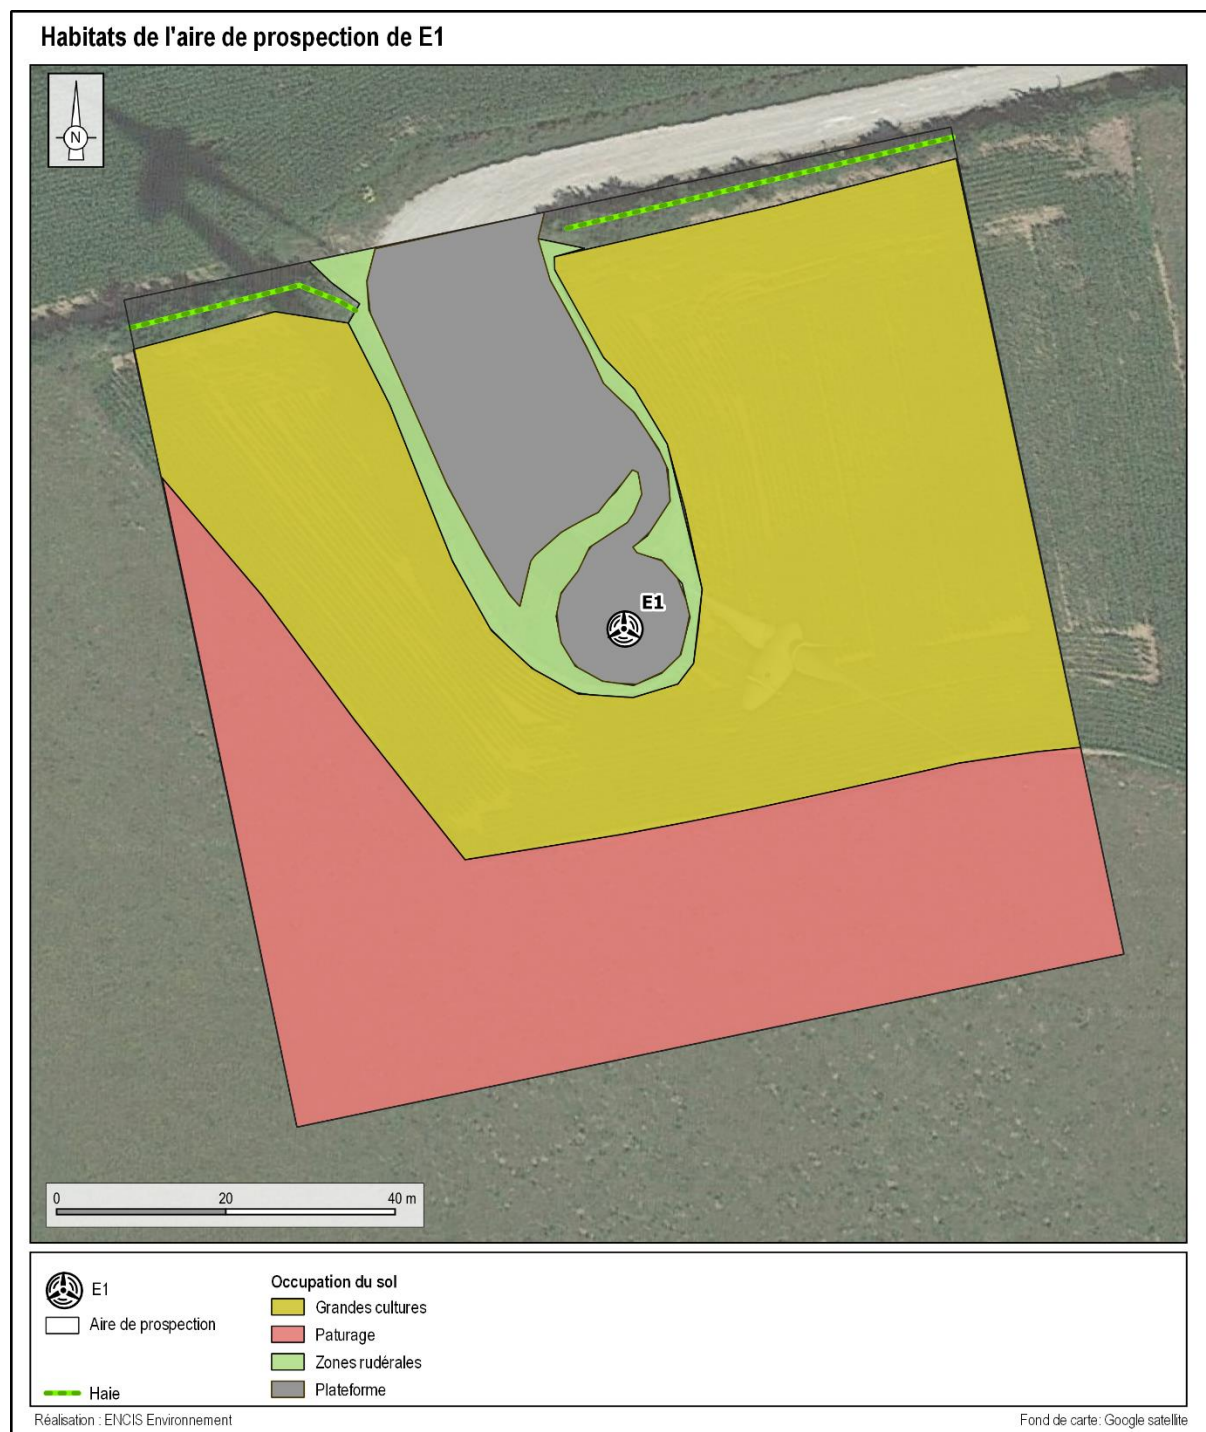 Habitats de l'aire de prospection de E1
N
E1
0 20 40 m
E1
Aire de prospection
Haie
Occupation du sol
Grandes cultures
Paturage
Zones rudérales
Plateforme
Réalisation : ENCIS Environnement
Fond de carte: Google satellite